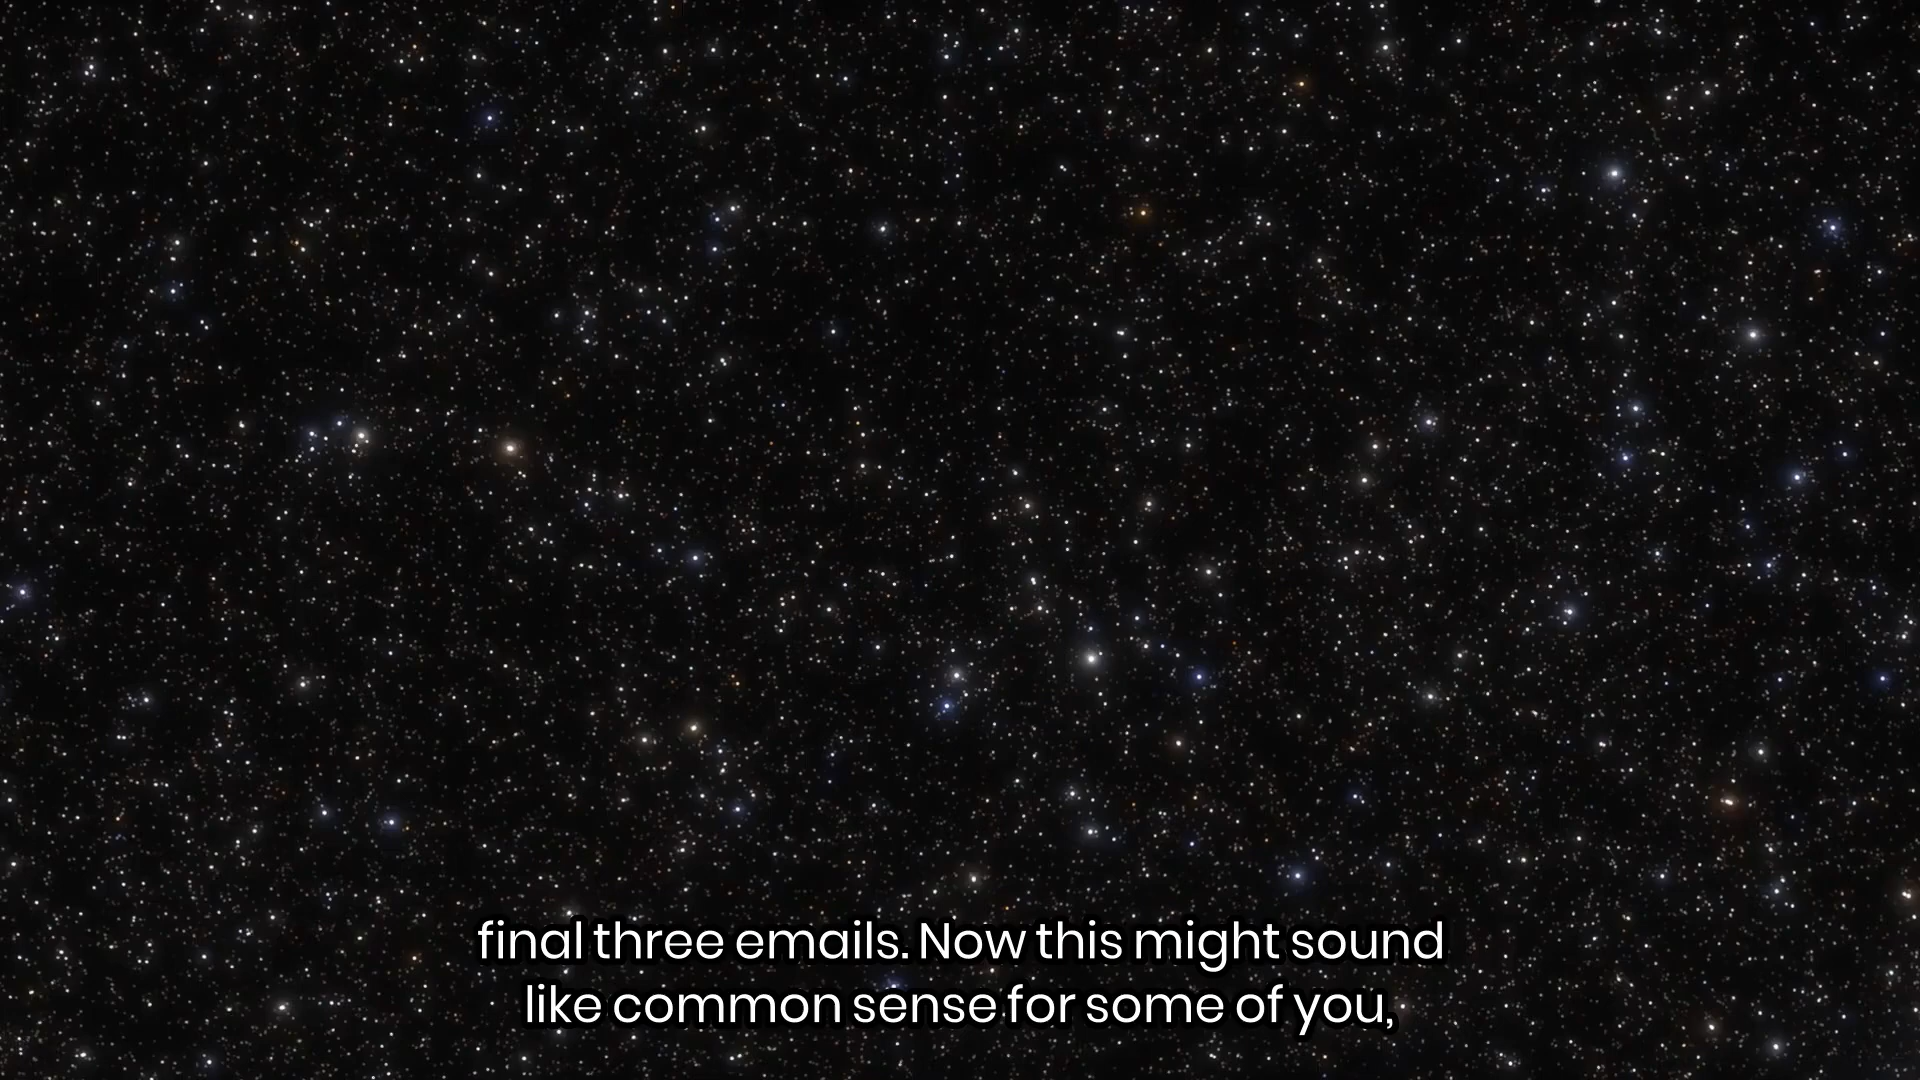 final three emails. Now this might sound
like common sense for some of you,